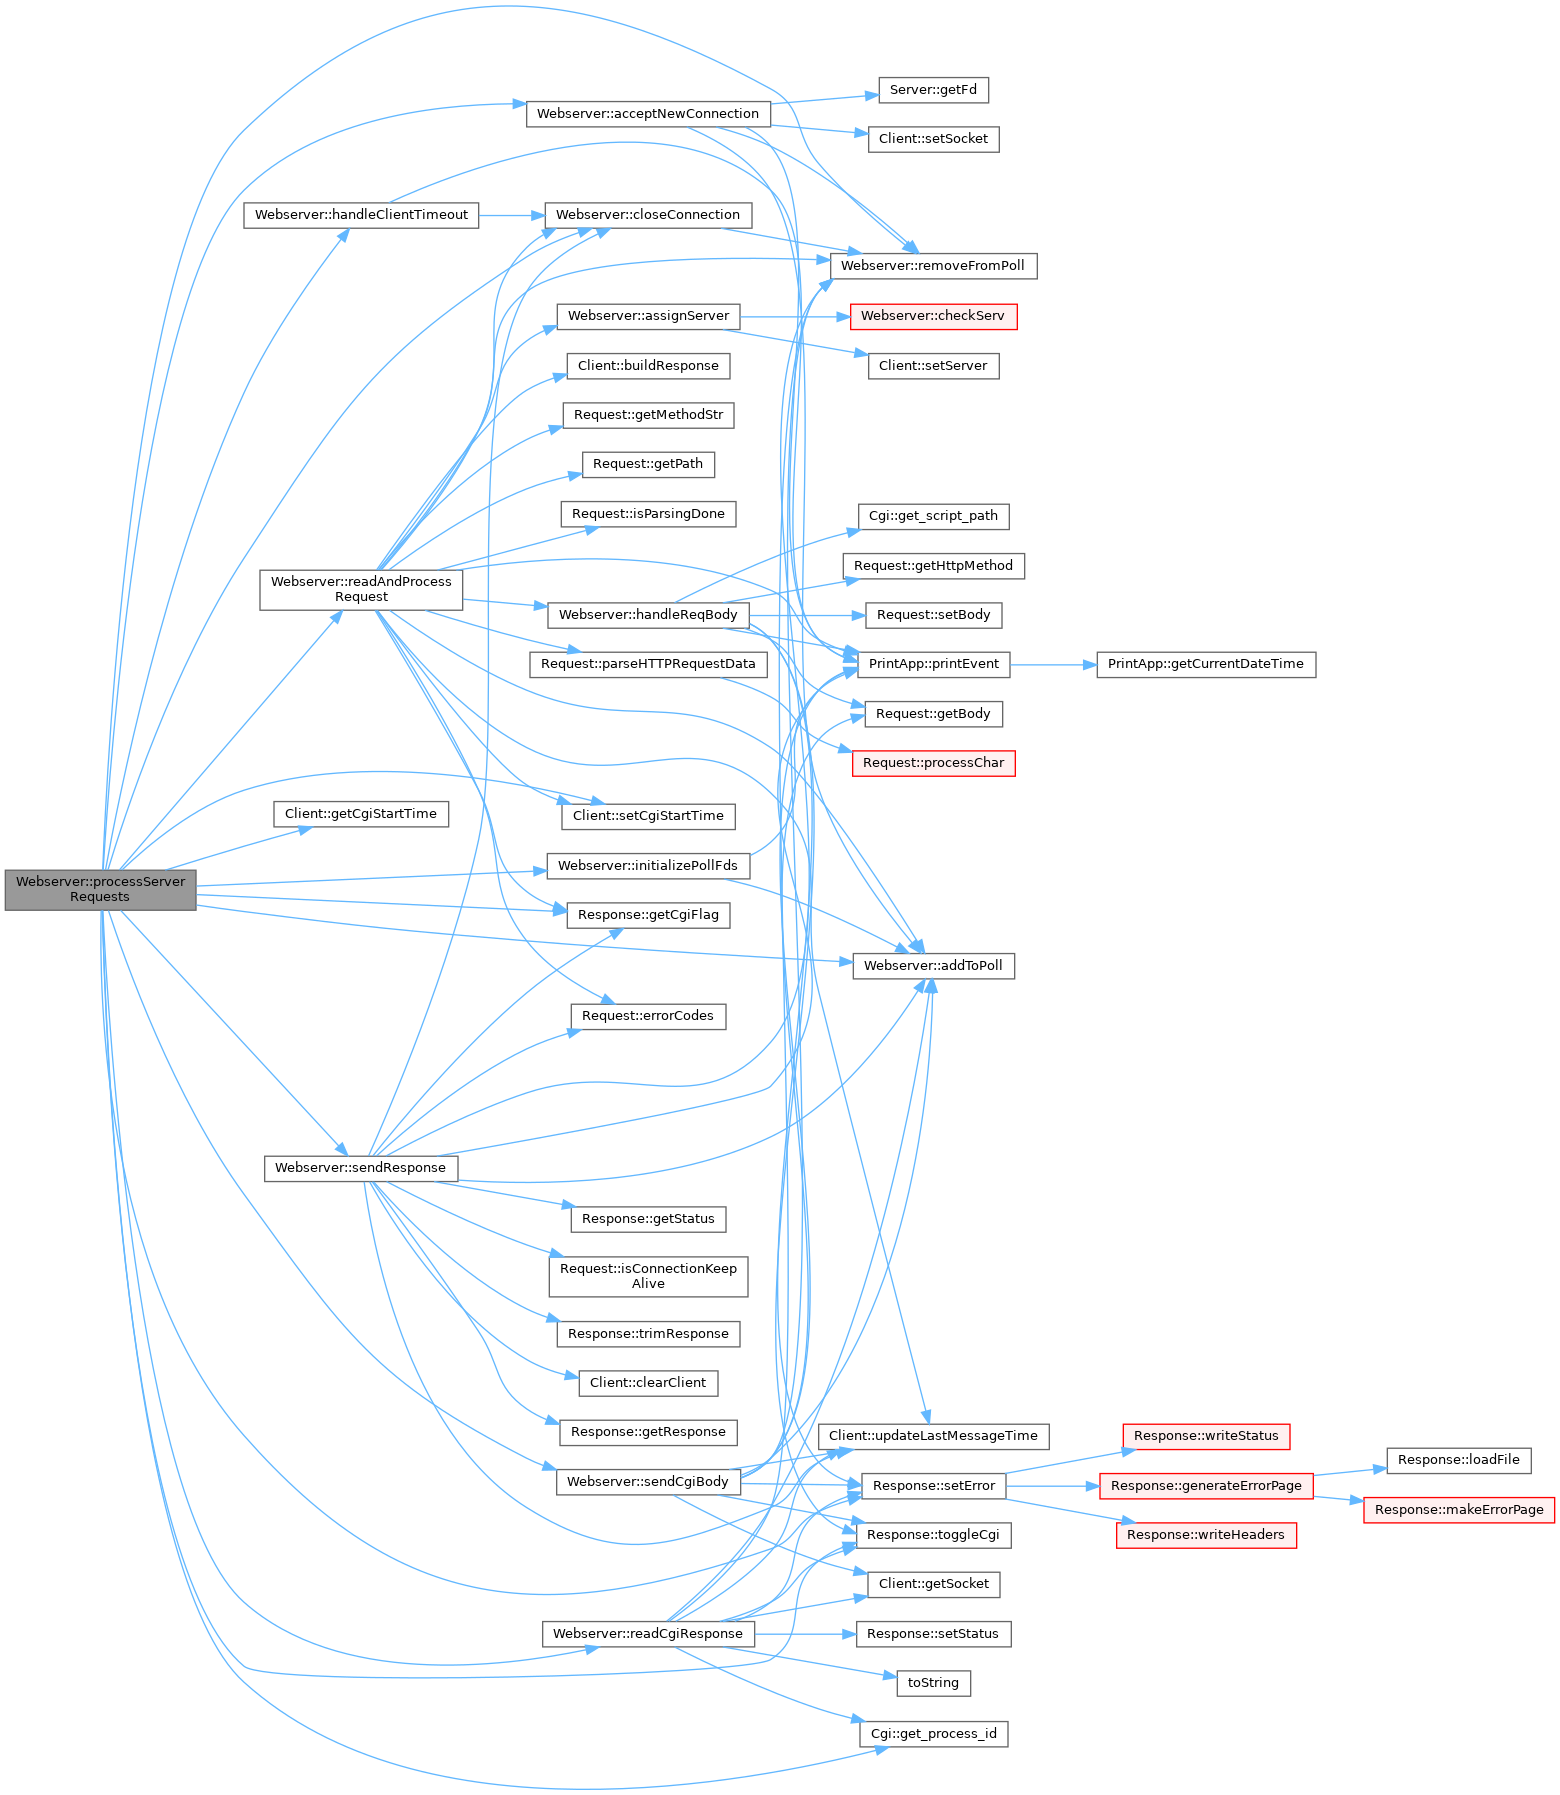 Server::getFd
Webserver::acceptNewConnection
Client::setSocket
Webserver::handleClientTimeout
Webserver::closeConnection
Webserver::removeFromPoll
Webserver::assignServer
Webserver::checkServ
Client::buildResponse
Client::setServer
Request::getMethodStr
Request::getPath
Request::isParsingDone
Cgi::get_script_path
Request::getHttpMethod
Webserver::readAndProcess
Request
Webserver::handleReqBody
Request::setBody
Request::parseHTTPRequestData
PrintApp::printEvent
PrintApp::getCurrentDateTime
Request::getBody
Request::processChar
Client::getCgiStartTime
Client::setCgiStartTime
Webserver::initializePollFds
Webserver::processServer
Requests
Response::getCgiFlag
Webserver::addToPoll
Request::errorCodes
Webserver::sendResponse
Response::getStatus
Request::isConnectionKeep
Alive
Response::trimResponse
Client::clearClient
Response::getResponse
Client::updateLastMessageTime
Response::writeStatus
Response::loadFile
Webserver::sendCgiBody
Response::setError
Response::generateErrorPage
Response::makeErrorPage
Response::toggleCgi
Response::writeHeaders
Client::getSocket
Webserver::readCgiResponse
Response::setStatus
toString
Cgi::get_process_id